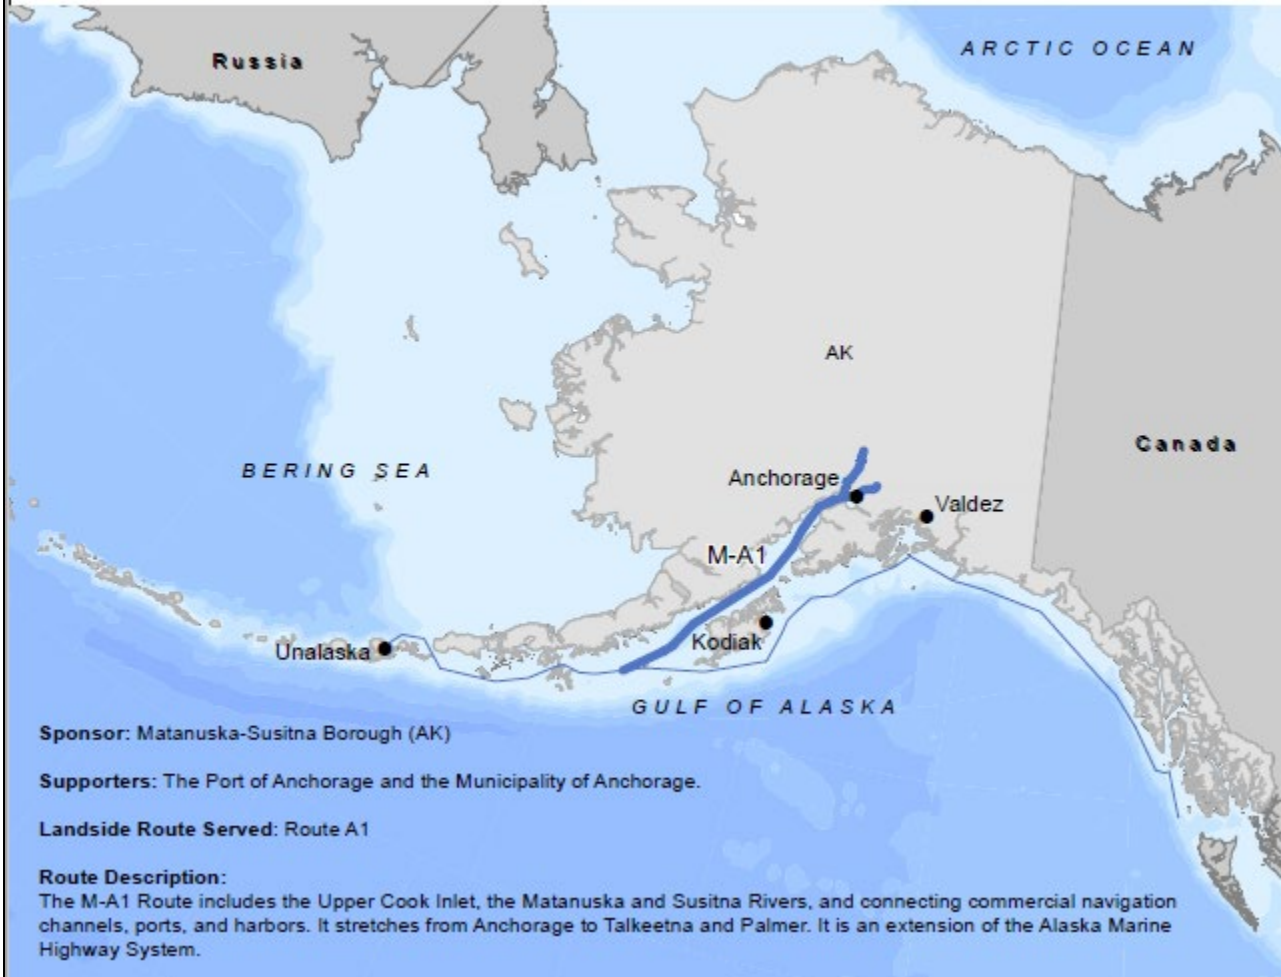 Russia
ARCTIC OCEAN
AK
Canada
BERING SEA
Anchorage
Valdez
M-A1
Kodiak
Unalaska
GULF OF ALASKA
Sponsor: Matanuska-Susitna Borough (AK)
Supporters: The Port of Anchorage and the Municipality of Anchorage.
Landside Route Served: Route A1
Route Description:
The M-A1 Route includes the Upper Cook Inlet, the Matanuska and Susitna Rivers, and connecting commercial navigation
channels, ports, and harbors. It stretches from Anchorage to Talkeetna and Palmer. It is an extension of the Alaska Marine
Highway System.